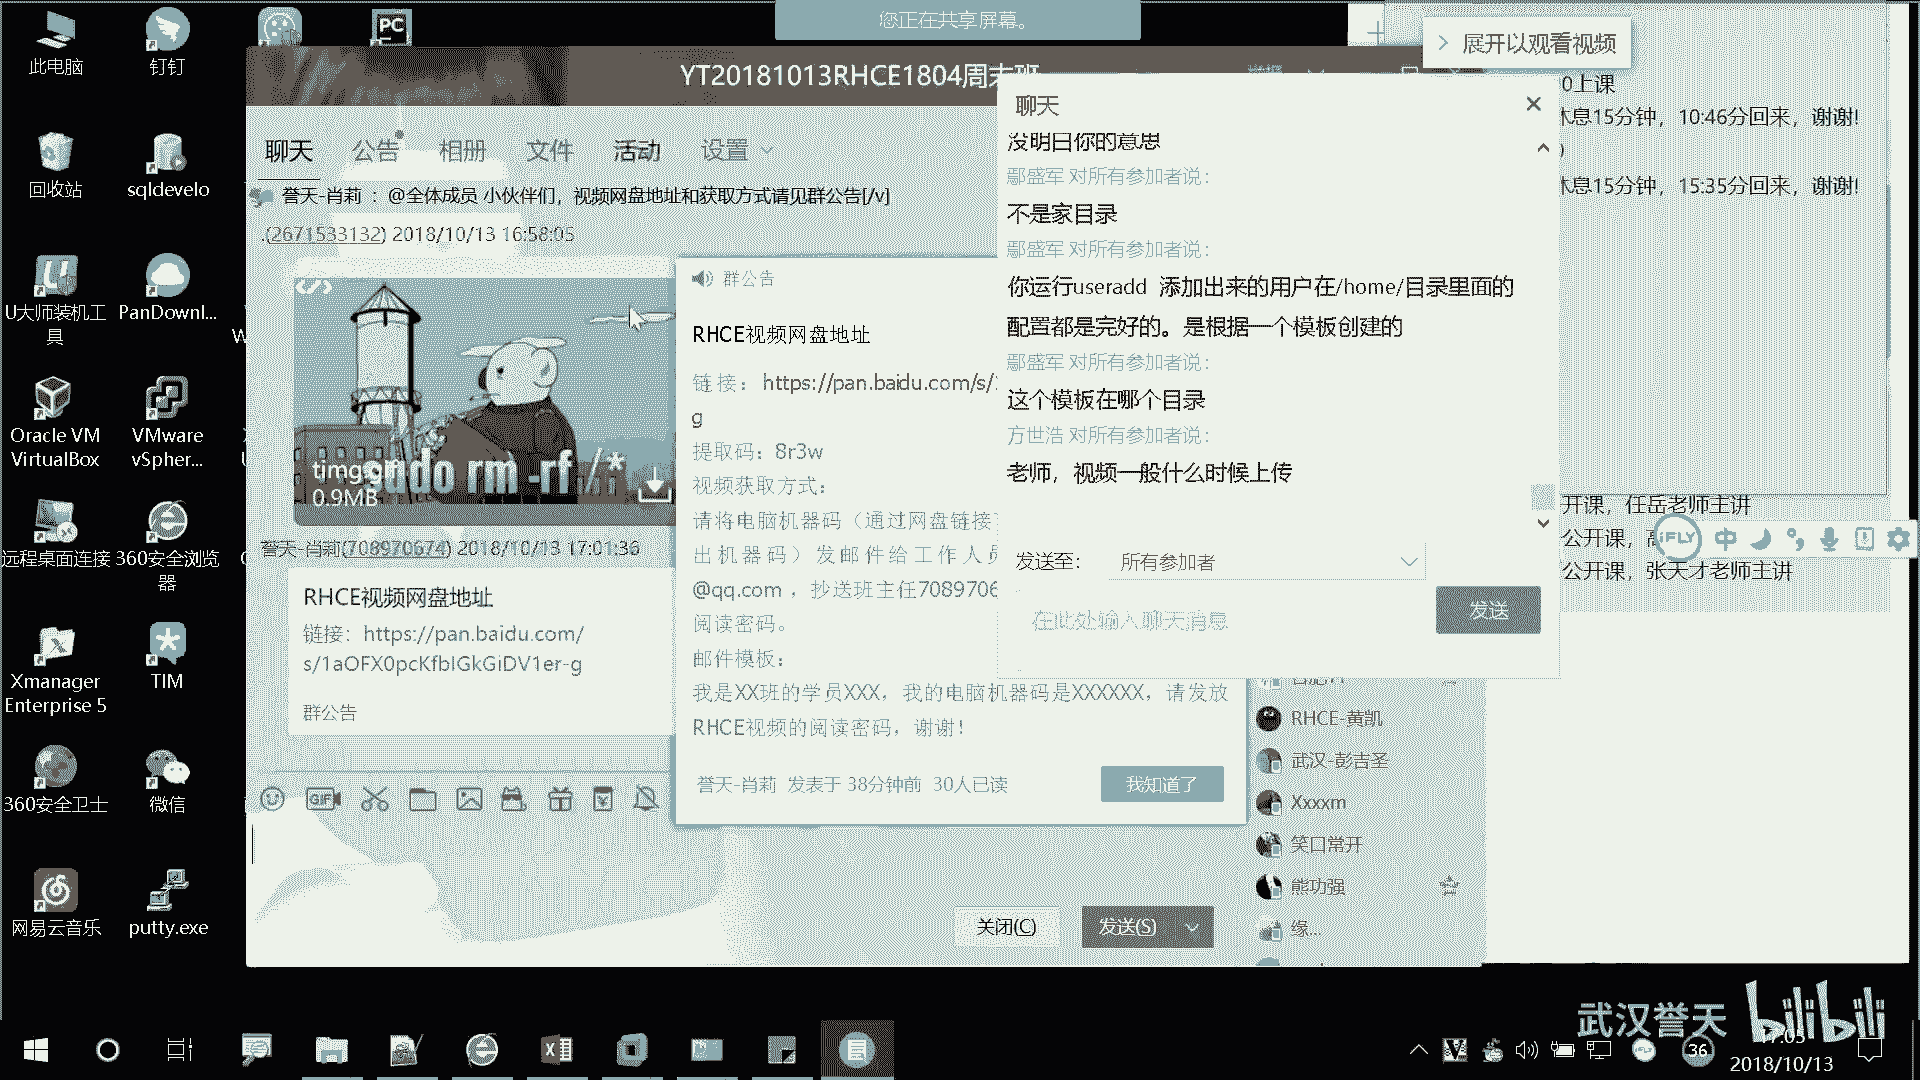 您正在共享屏幕。
展开以观看视频
此电脑
钉钉
回收站
sqldevelo
U大师装机工具
PanDownl...
Oracle VM VirtualBox
VMware vSpher...
远程桌面连接
360安全浏览器
Xmanager Enterprise 5
TIM
360安全卫士
微信
网易云音乐
putty.exe
YT20181013RHCE1804周末班
聊天 公告 相册 文件 活动 设置
誉天-肖莉 : @全体成员 小伙伴们，视频网盘地址和获取方式请见群公告[/v]
.(2671533132) 2018/10/13 16:58:05
timg.gif
0.9MB
sudo rm -rf /*
誉天-肖莉(708970674) 2018/10/13 17:01:36
RHCE视频网盘地址
链接：https://pan.baidu.com/
s/1aOFX0pcKfbIGkGiDV1er-g
群公告
关闭(C)
发送(S)
群公告
RHCE视频网盘地址
链接：https://pan.baidu.com/s/
g
提取码：8r3w
视频获取方式：
请将电脑机器码（通过网盘链接
出机器码）发邮件给工作人员
@qq.com ，抄送班主任7089706
阅读密码。
邮件模板：
我是XX班的学员XXX，我的电脑机器码是XXXXXX，请发放
RHCE视频的阅读密码，谢谢！
誉天-肖莉 发表于 38分钟前 30人已读
我知道了
聊天
没明白你的意思
鄢盛军 对所有参加者说：
不是家目录
鄢盛军 对所有参加者说：
你运行useradd 添加出来的用户在/home/目录里面的
配置都是完好的。是根据一个模板创建的
鄢盛军 对所有参加者说：
这个模板在哪个目录
方世浩 对所有参加者说：
老师，视频一般什么时候上传
发送至：
所有参加者
在此处输入聊天消息
发送
0上课
休息15分钟，10:46分回来，谢谢!
休息15分钟，15:35分回来，谢谢!
开课，任岳老师主讲
公开课，
公开课，张天才老师主讲
iFLY 中
RHCE-黄凯
武汉-彭吉圣
Xxxxm
笑口常开
熊功强
缘...
武汉誉天
bilibili
36
17:05
2018/10/13